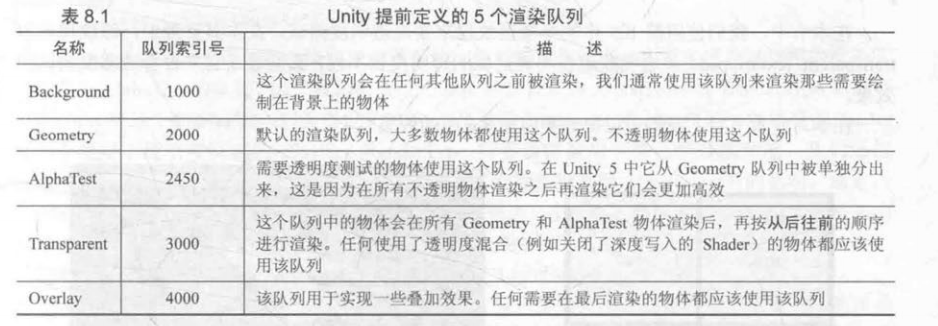 表 8.1 Unity 提前定义的 5 个渲染队列
名称 队列索引号 描 述
Background 1000 这个渲染队列会在任何其他队列之前被渲染，我们通常使用该队列来渲染那些需要绘
制在背景上的物体
Geometry 2000 默认的渲染队列，大多数物体都使用这个队列。不透明物体使用这个队列
AlphaTest 2450 需要透明度测试的物体使用这个队列。在 Unity 5 中它从 Geometry 队列中被单独分出
来，这是因为在所有不透明物体渲染之后再渲染它们会更加高效
Transparent 3000 这个队列中的物体会在所有 Geometry 和 AlphaTest 物体渲染后，再按从后往前的顺序
进行渲染。任何使用了透明度混合（例如关闭了深度写入的 Shader）的物体都应该使
用该队列
Overlay 4000 该队列用于实现一些叠加效果。任何需要在最后渲染的物体都应该使用该队列